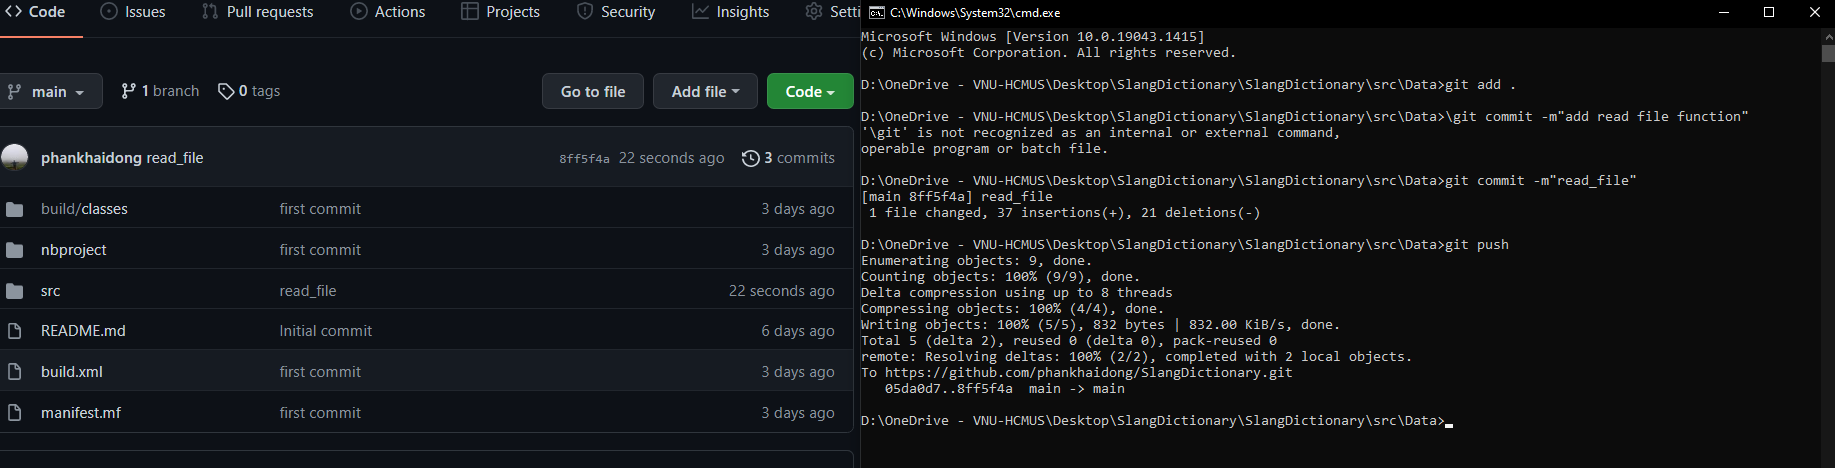 Code Issues Pull requests Actions Projects Security Insights
main 1 branch 0 tags Go to file Add file Code
phankhaidong read_file 8ff5f4a 22 seconds ago 3 commits
build/classes first commit 3 days ago
nbproject first commit 3 days ago
src read_file 22 seconds ago
README.md Initial commit 6 days ago
build.xml first commit 3 days ago
manifest.mf first commit 3 days ago
C:\Windows\System32\cmd.exe
Microsoft Windows [Version 10.0.19043.1415]
(c) Microsoft Corporation. All rights reserved.
D:\OneDrive - VNU-HCMUS\Desktop\SlangDictionary\SlangDictionary\src\Data>git add .
D:\OneDrive - VNU-HCMUS\Desktop\SlangDictionary\SlangDictionary\src\Data>\git commit -m"add read file function"
'\git' is not recognized as an internal or external command,
operable program or batch file.
D:\OneDrive - VNU-HCMUS\Desktop\SlangDictionary\SlangDictionary\src\Data>git commit -m"read_file"
[main 8ff5f4a] read_file
1 file changed, 37 insertions(+), 21 deletions(-)
D:\OneDrive - VNU-HCMUS\Desktop\SlangDictionary\SlangDictionary\src\Data>git push
Enumerating objects: 9, done.
Counting objects: 100% (9/9), done.
Delta compression using up to 8 threads
Compressing objects: 100% (4/4), done.
Writing objects: 100% (5/5), 832 bytes | 832.00 KiB/s, done.
Total 5 (delta 2), reused 0 (delta 0), pack-reused 0
remote: Resolving deltas: 100% (2/2), completed with 2 local objects.
To https://github.com/phankhaidong/SlangDictionary.git
05da0d7..8ff5f4a main -> main
D:\OneDrive - VNU-HCMUS\Desktop\SlangDictionary\SlangDictionary\src\Data>